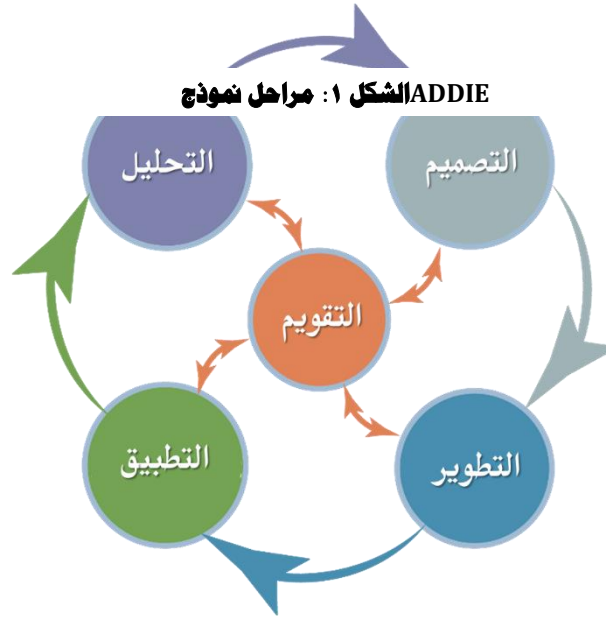 الشكل ١: مراحل نموذج ADDIE
التحليل
التصميم
التقويم
التطبيق
التطوير